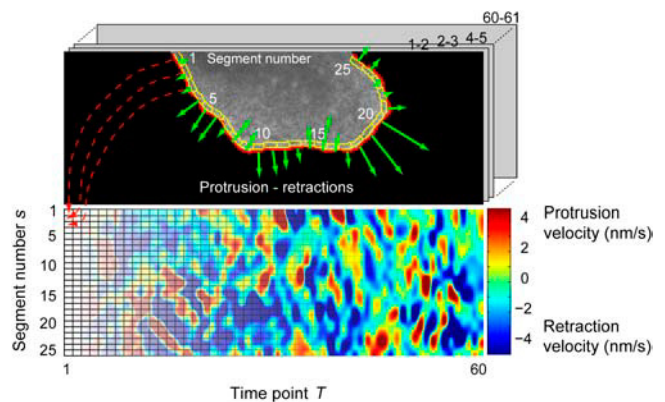 60-61
1-2 2-3 4-5
1 Segment number 25
5
20
10 15
Protrusion - retractions
Segment number s
1
5
10
15
20
25
1 60
Time point T
4
2
0
−2
−4
Protrusion
velocity (nm/s)
Retraction
velocity (nm/s)